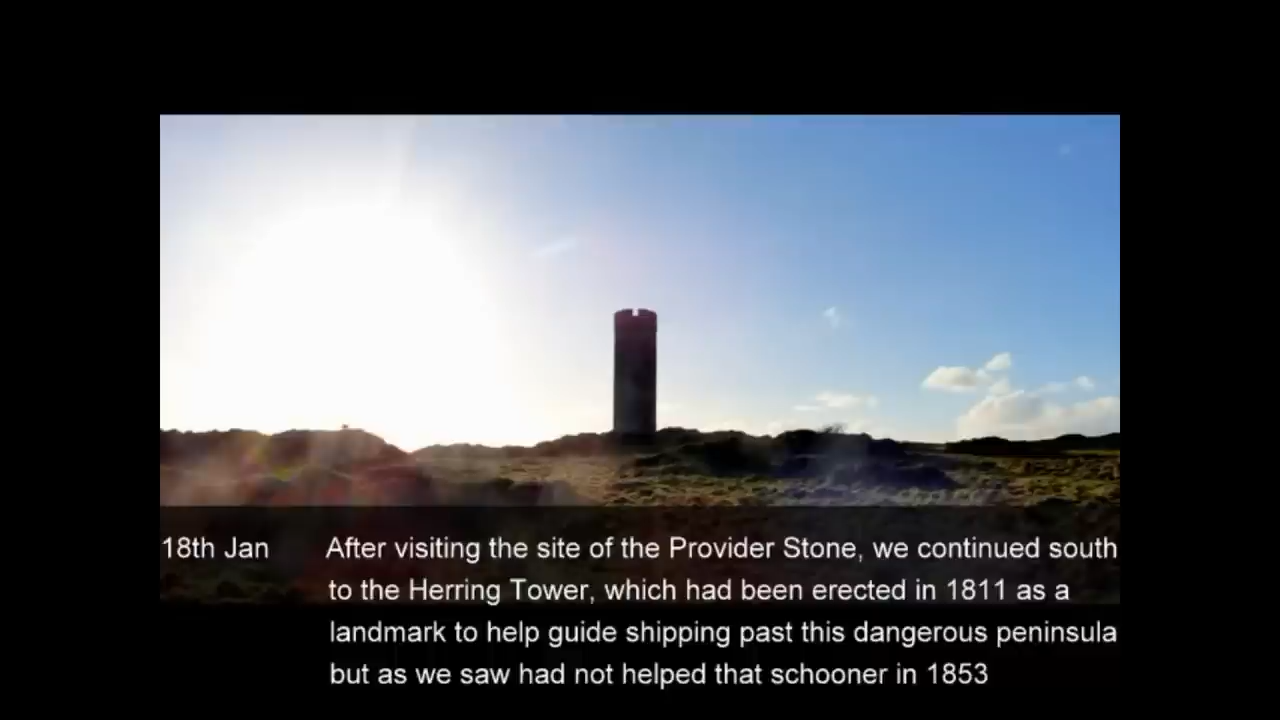 18th Jan After visiting the site of the Provider Stone, we continued south
to the Herring Tower, which had been erected in 1811 as a
landmark to help guide shipping past this dangerous peninsula
but as we saw had not helped that schooner in 1853